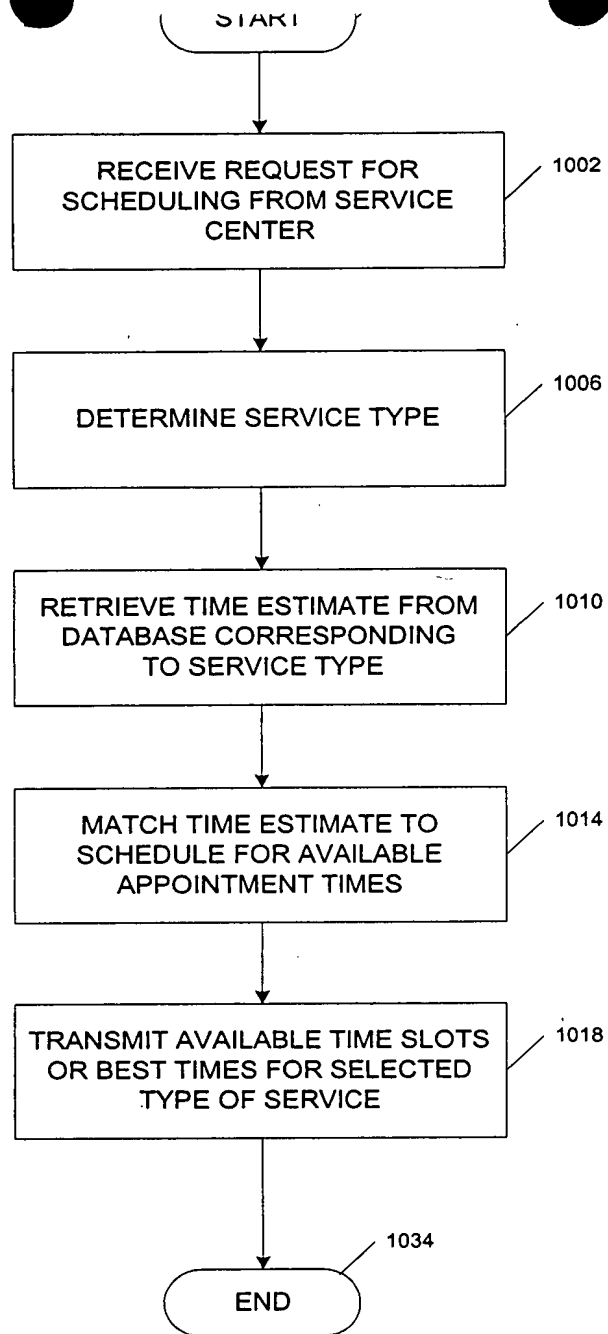 START
RECEIVE REQUEST FOR
SCHEDULING FROM SERVICE
CENTER
1002
DETERMINE SERVICE TYPE
1006
RETRIEVE TIME ESTIMATE FROM
DATABASE CORRESPONDING
TO SERVICE TYPE
1010
MATCH TIME ESTIMATE TO
SCHEDULE FOR AVAILABLE
APPOINTMENT TIMES
1014
TRANSMIT AVAILABLE TIME SLOTS
OR BEST TIMES FOR SELECTED
TYPE OF SERVICE
1018
1034
END